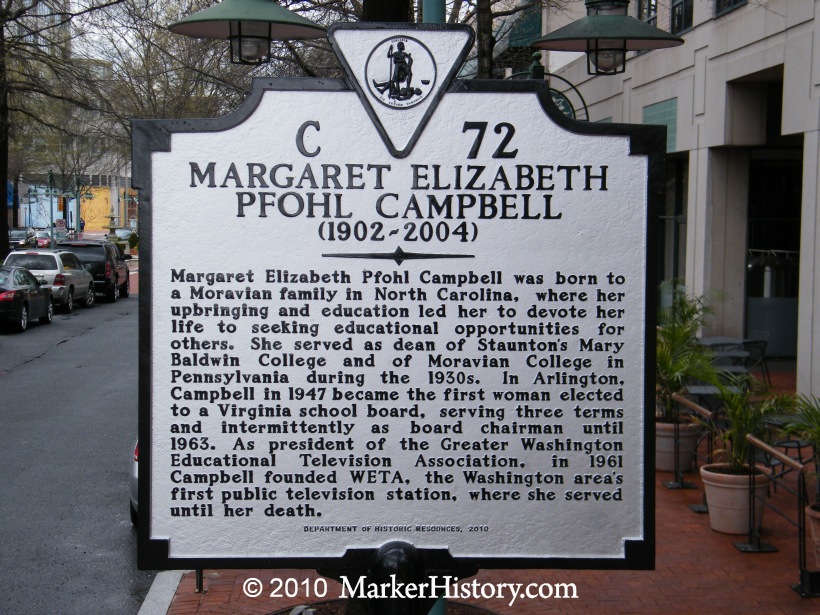 C 72
MARGARET ELIZABETH
PFOHL CAMPBELL
(1902-2004)
Margaret Elizabeth Pfohl Campbell was born to
a Moravian family in North Carolina, where her
upbringing and education led her to devote her
life to seeking educational opportunities for
others. She served as dean of Staunton's Mary
Baldwin College and of Moravian College in
Pennsylvania during the 1930s. In Arlington,
Campbell in 1947 became the first woman elected
to a Virginia school board, serving three terms
and intermittently as board chairman until
1963. As president of the Greater Washington
Educational Television Association, in 1961
Campbell founded WETA, the Washington area's
first public television station, where she served
until her death.
DEPARTMENT OF HISTORIC RESOURCES, 2010
© 2010 MarkerHistory.com